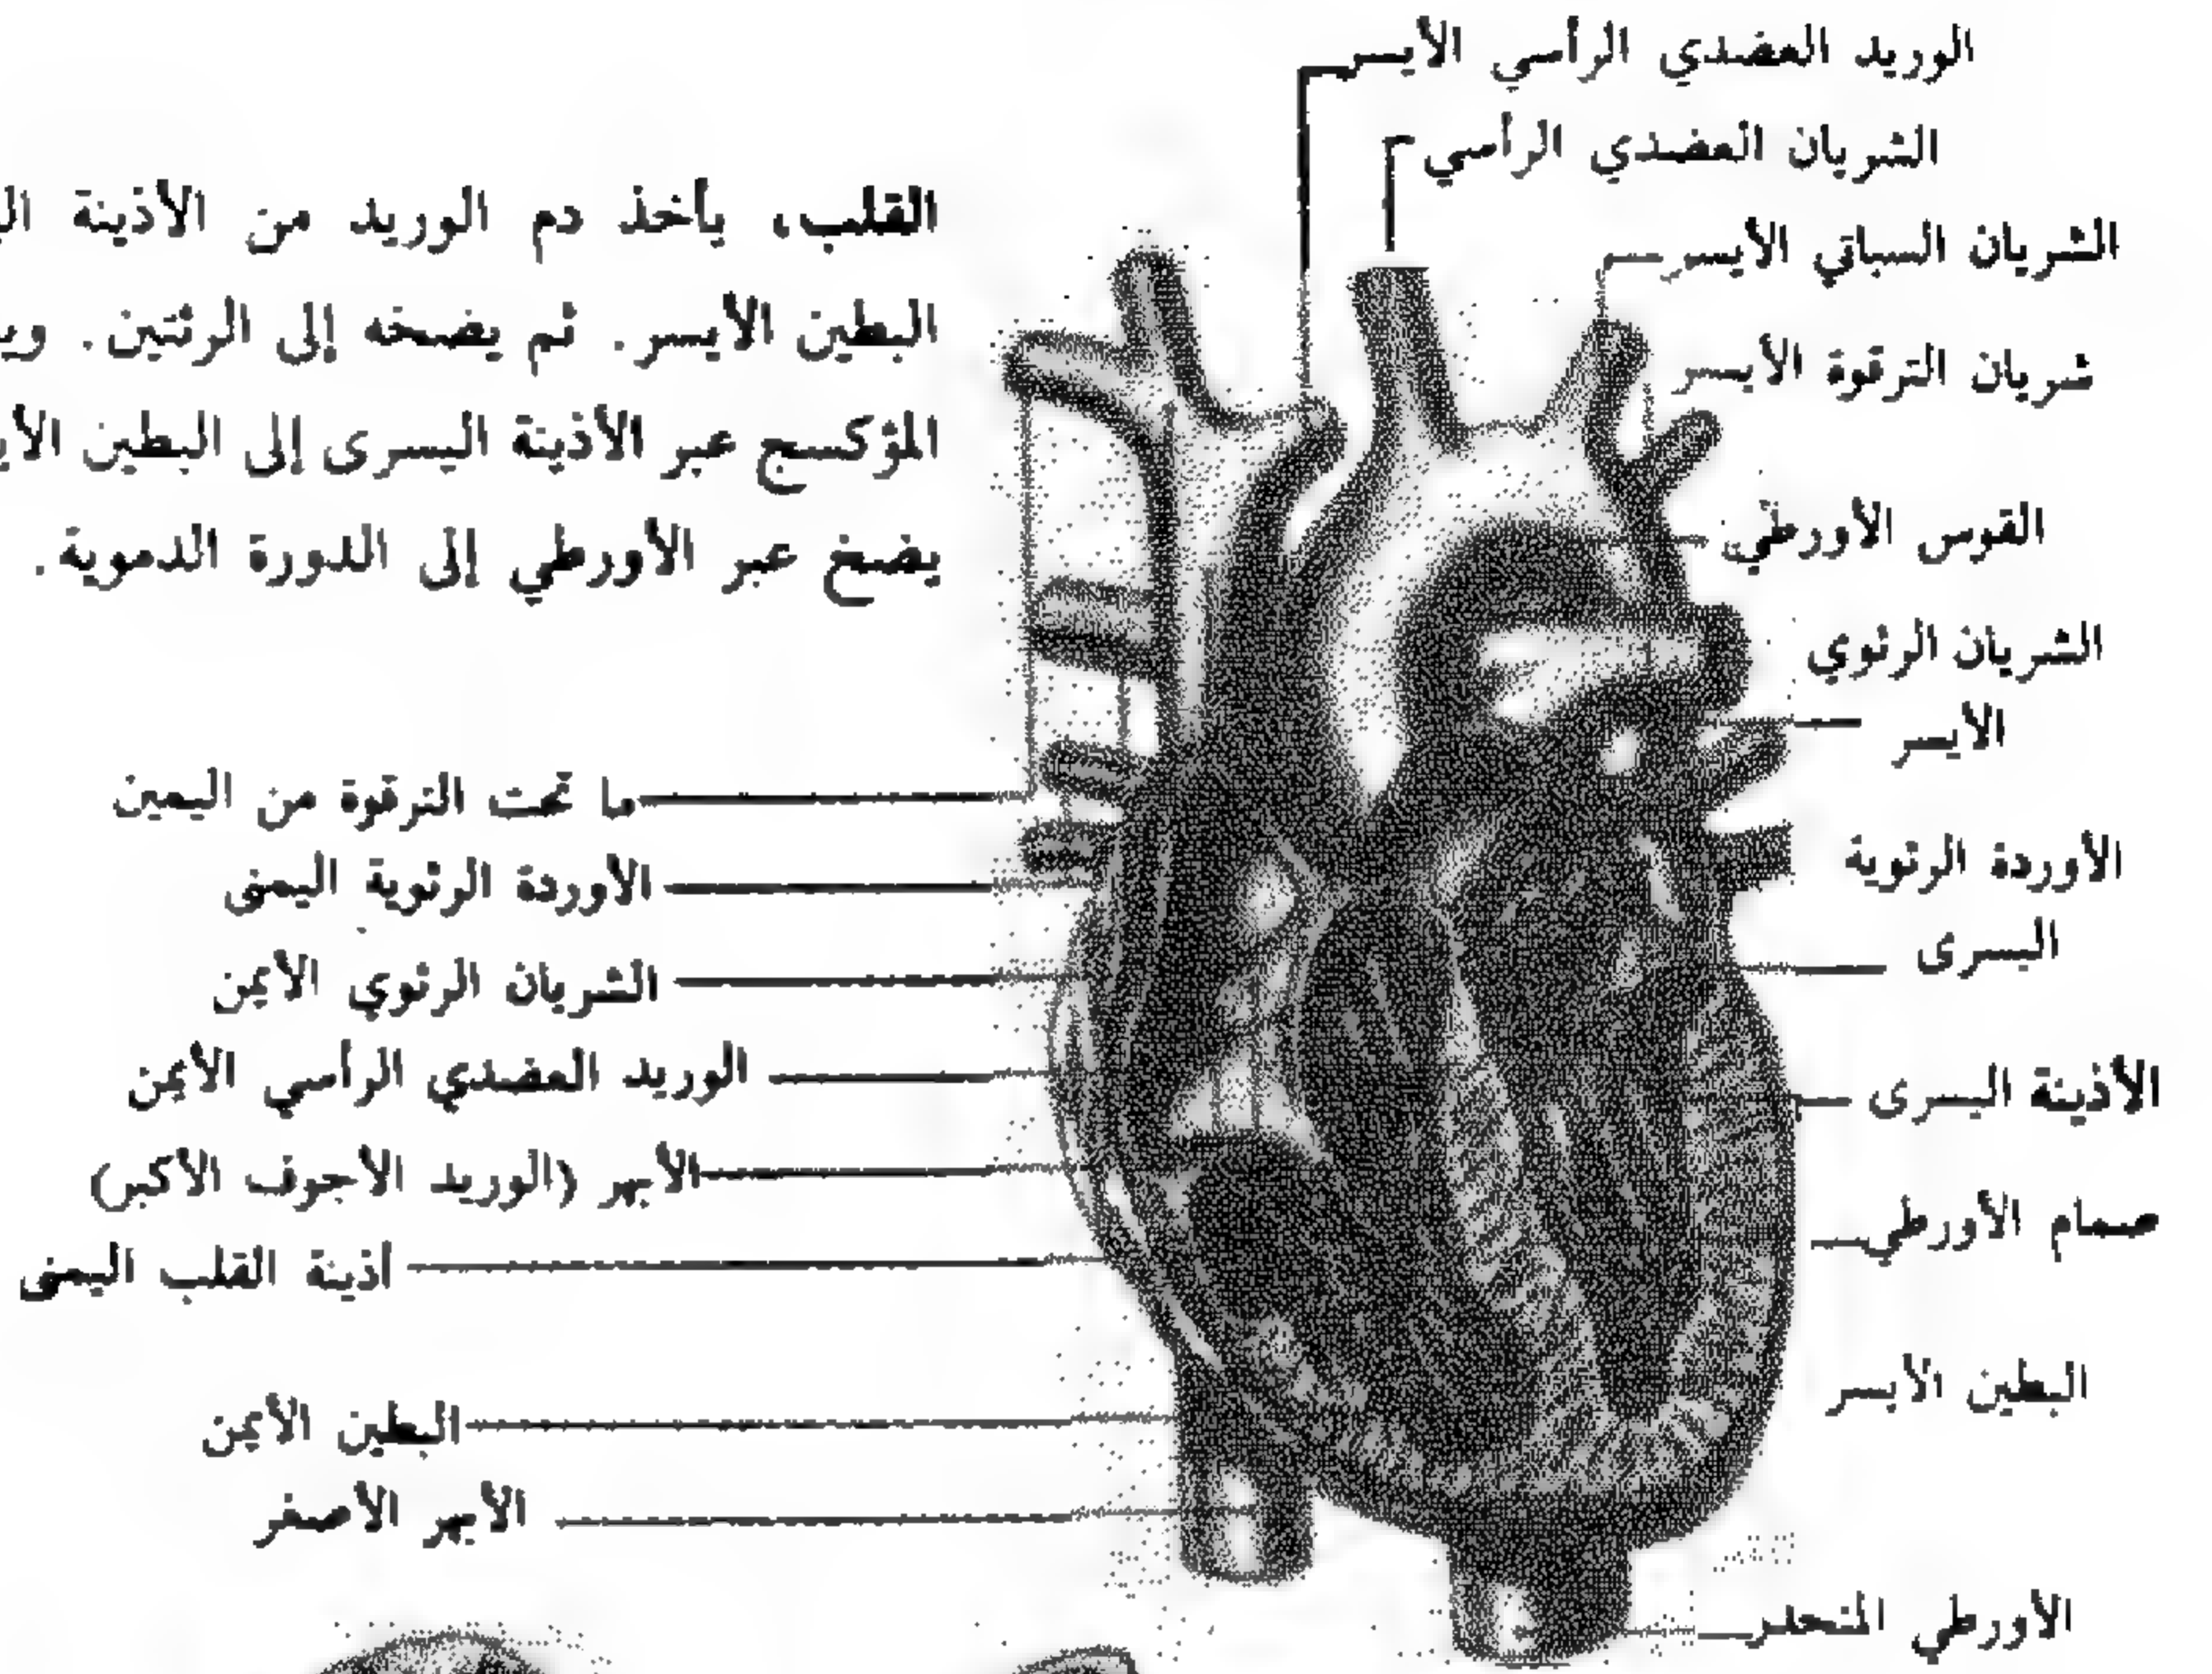 الوريد العضدي الرأسي الأيسر
الشريان العضدي الرأسي
الشريان السباتي الأيسر
شريان الترقوة الأيسر
القوس الأورطي
الشريان الرئوي
الأيسر
الأوردة الرئوية
اليسرى
الأذينة اليسرى
صمام الأورطي
البطين الأيسر
الأورطي المنحدر
القلب، يأخذ دم الوريد من الأذينة
البطين الأيسر. ثم يضخه إلى الرئتين.
المؤكسج عبر الأذينة اليسرى إلى البطين
يضخ عبر الأورطي إلى الدورة الدموية.
ما تحت الترقوة من اليمين
الأوردة الرئوية اليمنى
الشريان الرئوي الأيمن
الوريد العضدي الرأسي الأيمن
الأبهر (الوريد الأجوف الأكبر)
أذينة القلب اليمنى
البطين الأيمن
الأبهر الأصغر